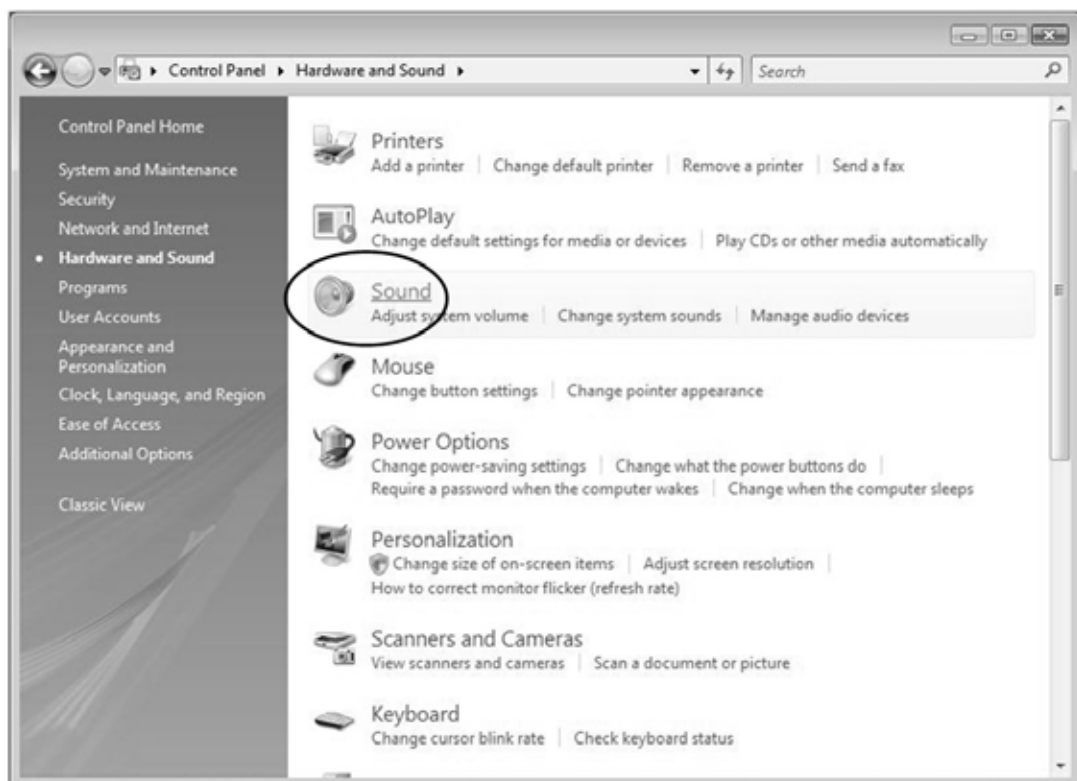 Control Panel
Hardware and Sound
Search
Control Panel Home
System and Maintenance
Security
Network and Internet
Hardware and Sound
Programs
User Accounts
Appearance and
Personalization
Clock, Language, and Region
Ease of Access
Additional Options
Classic View
Printers
Add a printer | Change default printer | Remove a printer | Send a fax
AutoPlay
Change default settings for media or devices | Play CDs or other media automatically
Sound
Adjust system volume | Change system sounds | Manage audio devices
Mouse
Change button settings | Change pointer appearance
Power Options
Change power-saving settings | Change what the power buttons do |
Require a password when the computer wakes | Change when the computer sleeps
Personalization
Change size of on-screen items | Adjust screen resolution |
How to correct monitor flicker (refresh rate)
Scanners and Cameras
View scanners and cameras | Scan a document or picture
Keyboard
Change cursor blink rate | Check keyboard status